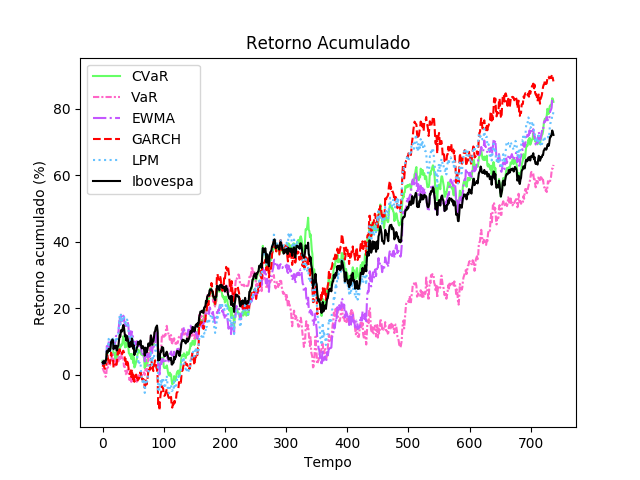 Retorno Acumulado
CVaR
VaR
EWMA
GARCH
LPM
Ibovespa
Retorno acumulado (%)
80
60
40
20
0
0 100 200 300 400 500 600 700
Tempo